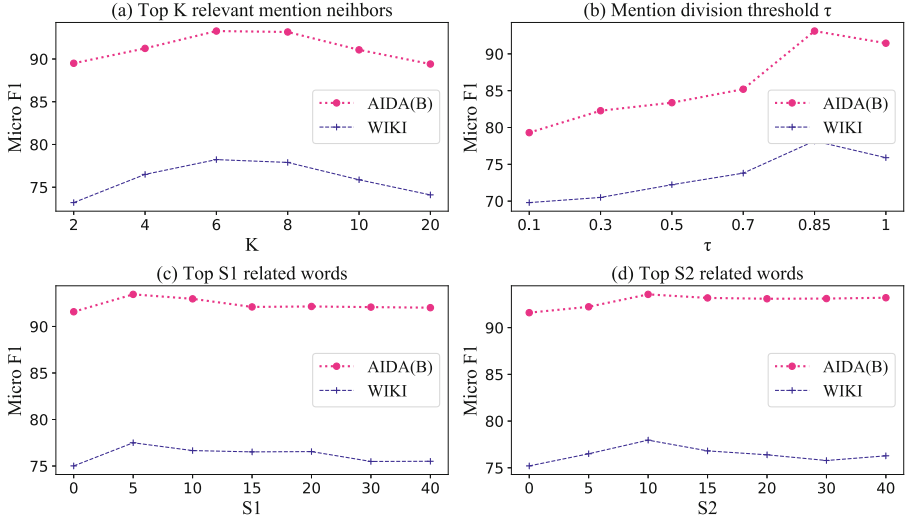 (a) Top K relevant mention neihbors
Micro F1
90
85
80
75
AIDA(B)
WIKI
2 4 6 8 10 20
K
(b) Mention division threshold τ
Micro F1
90
85
80
75
70
AIDA(B)
WIKI
0.1 0.3 0.5 0.7 0.85 1
τ
(c) Top S1 related words
Micro F1
90
85
80
75
AIDA(B)
WIKI
0 5 10 15 20 30 40
S1
(d) Top S2 related words
Micro F1
90
85
80
75
AIDA(B)
WIKI
0 5 10 15 20 30 40
S2